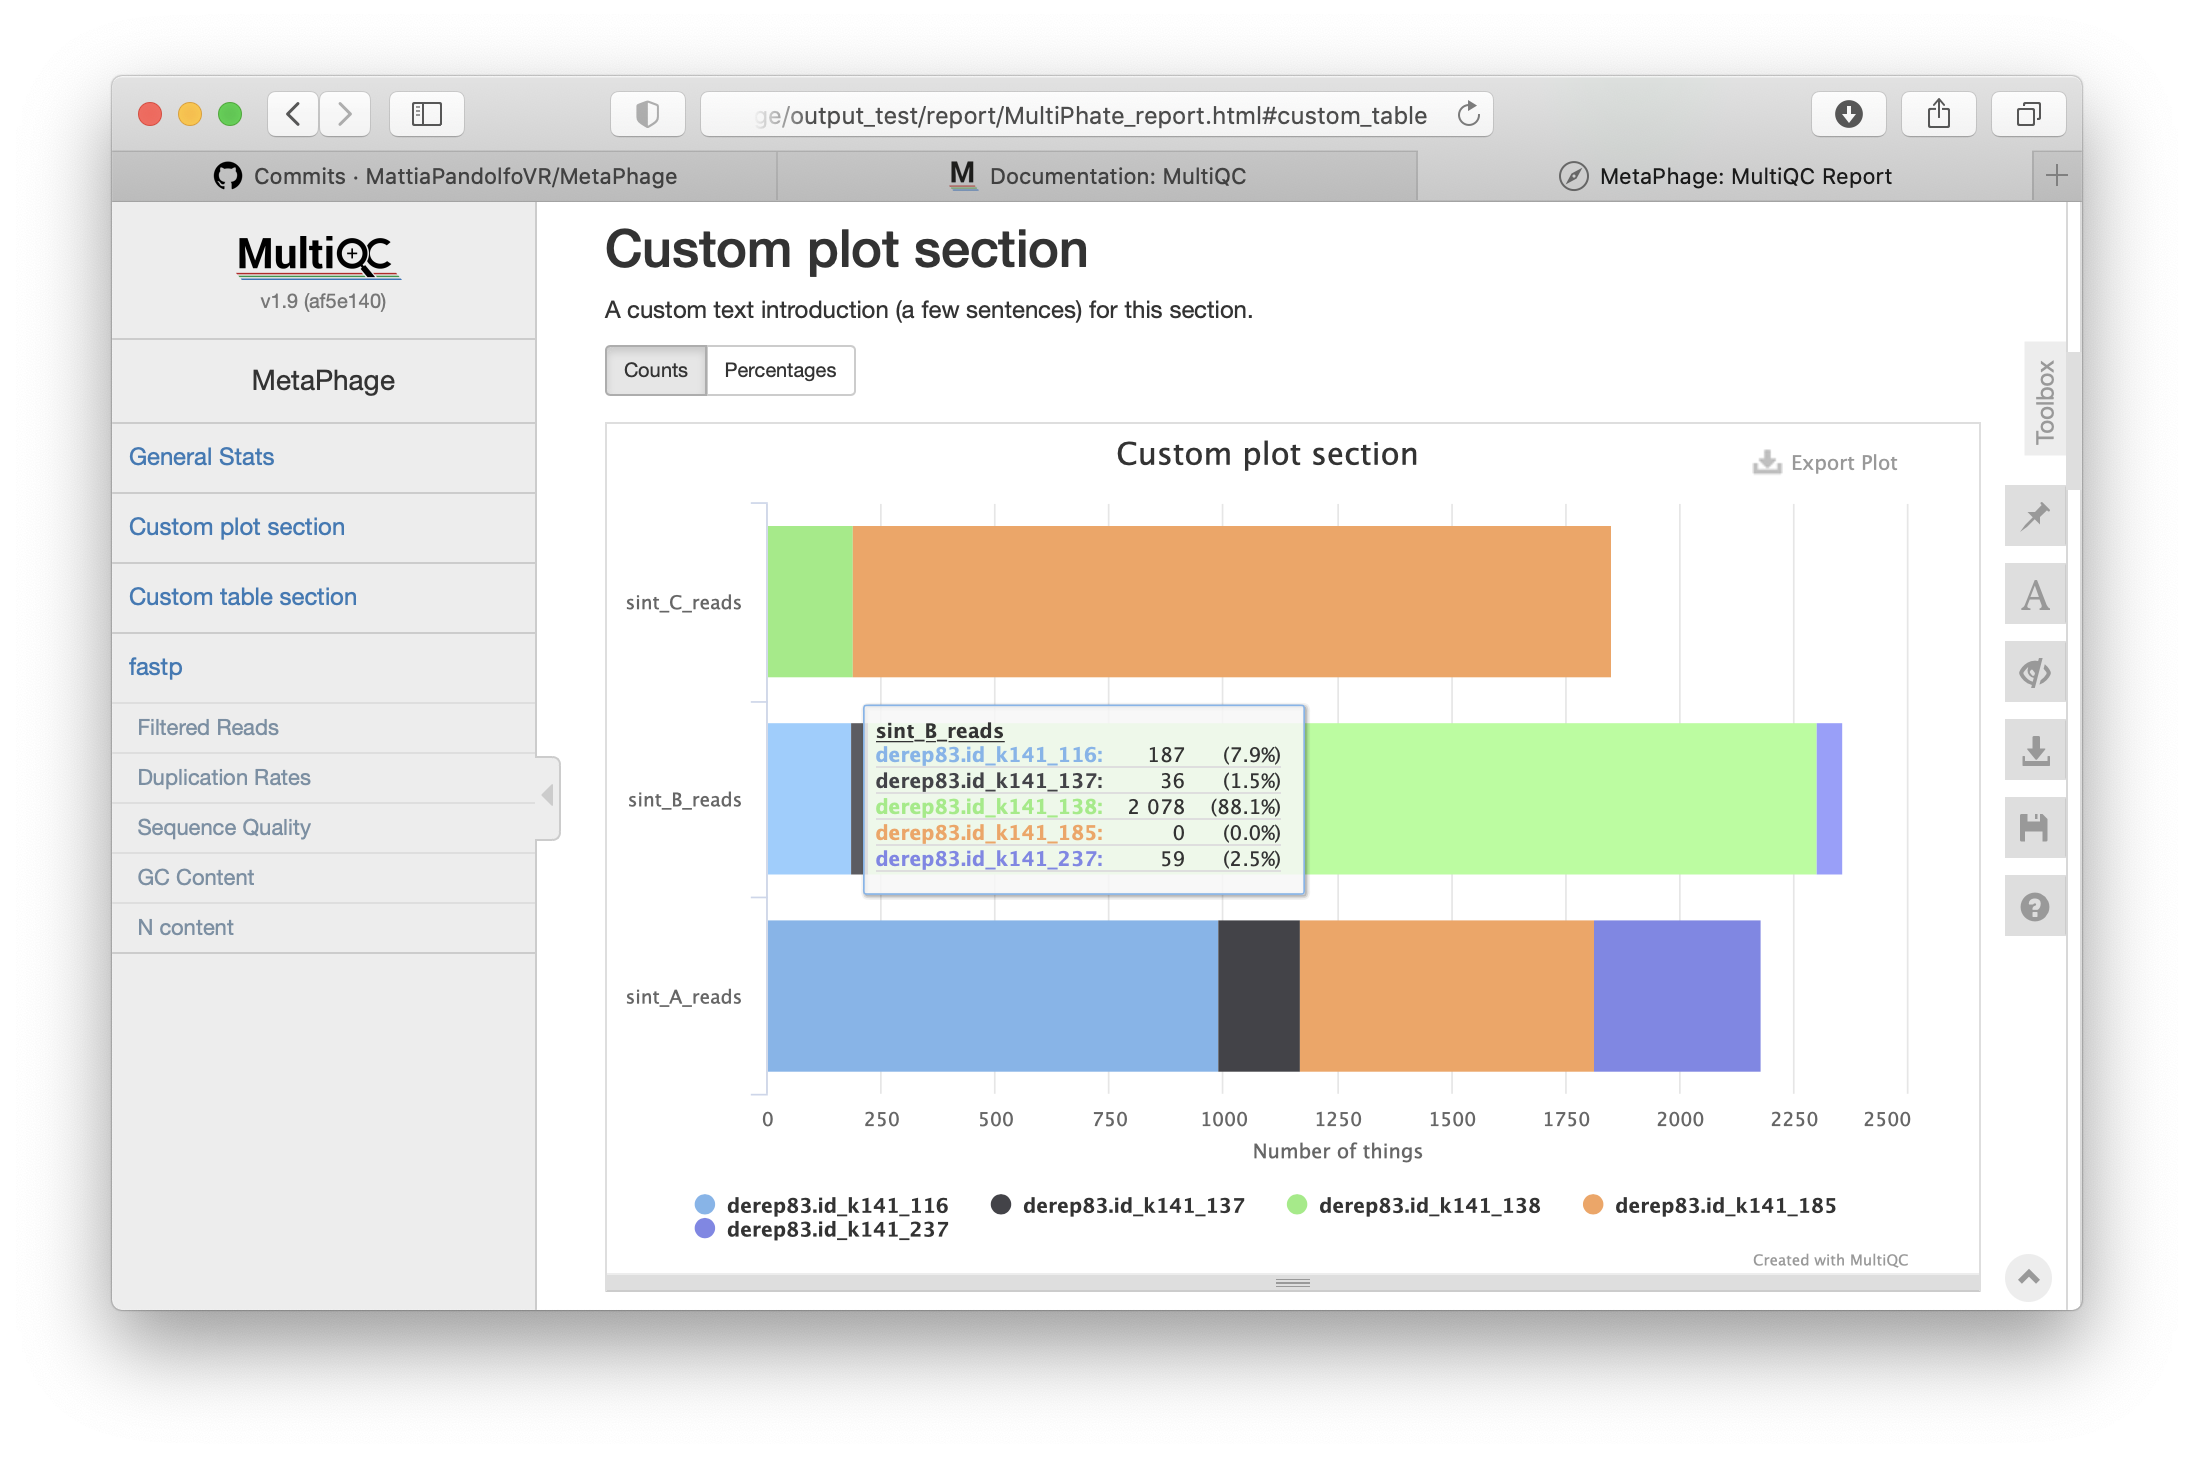 ge/output_test/report/MultiPhate_report.html#custom_table
Commits · MattiaPandolfoVR/MetaPhage
M Documentation: MultiQC
MetaPhage: MultiQC Report
MultiQC
v1.9 (af5e140)
MetaPhage
General Stats
Custom plot section
Custom table section
fastp
Filtered Reads
Duplication Rates
Sequence Quality
GC Content
N content
Custom plot section
A custom text introduction (a few sentences) for this section.
Counts Percentages
Custom plot section
Export Plot
sint_C_reads
sint_B_reads
sint_A_reads
sint_B_reads
derep83.id_k141_116: 187 (7.9%)
derep83.id_k141_137: 36 (1.5%)
derep83.id_k141_138: 2 078 (88.1%)
derep83.id_k141_185: 0 (0.0%)
derep83.id_k141_237: 59 (2.5%)
0 250 500 750 1000 1250 1500 1750 2000 2250 2500
Number of things
derep83.id_k141_116 derep83.id_k141_137 derep83.id_k141_138 derep83.id_k141_185
derep83.id_k141_237
Created with MultiQC
Toolbox
A